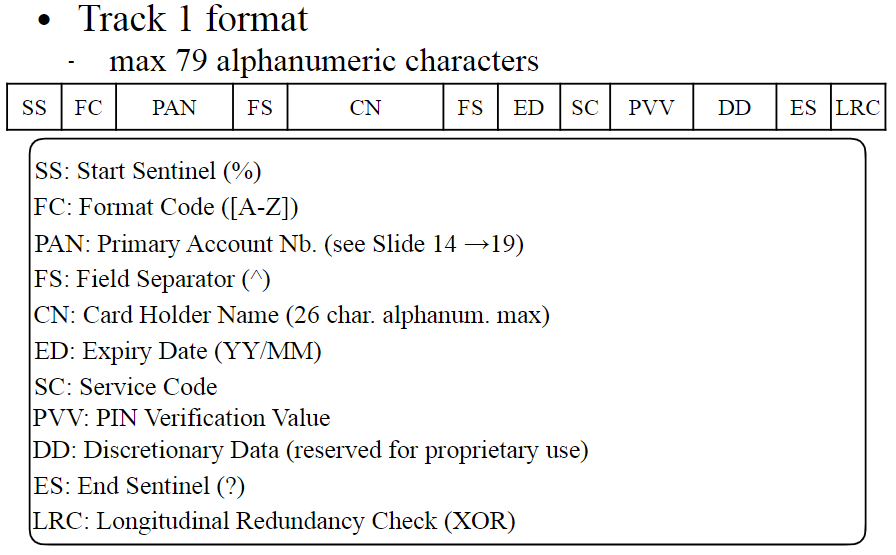 • Track 1 format
- max 79 alphanumeric characters
SS FC PAN FS CN FS ED SC PVV DD ES LRC
SS: Start Sentinel (%)
FC: Format Code ([A-Z])
PAN: Primary Account Nb. (see Slide 14 →19)
FS: Field Separator (^)
CN: Card Holder Name (26 char. alphanum. max)
ED: Expiry Date (YY/MM)
SC: Service Code
PVV: PIN Verification Value
DD: Discretionary Data (reserved for proprietary use)
ES: End Sentinel (?)
LRC: Longitudinal Redundancy Check (XOR)